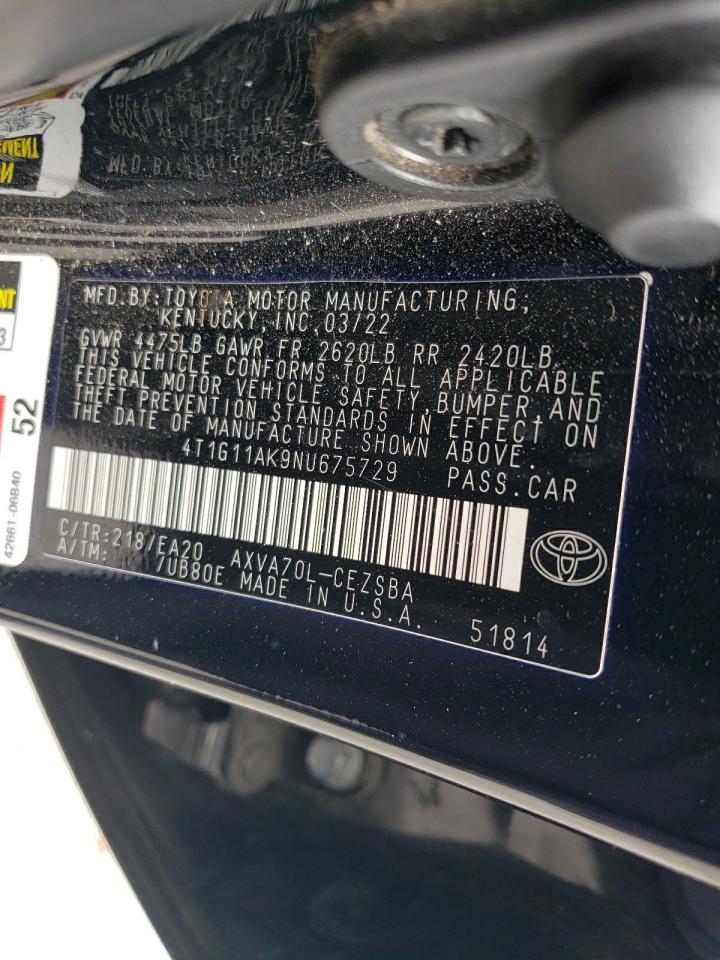 MFD.BY:TOYOTA MOTOR MANUFACTURING,
KENTUCKY,INC.03/22
GVWR 4475LB GAWR FR 2620LB RR 2420LB
THIS VEHICLE CONFORMS TO ALL APPLICABLE
FEDERAL MOTOR VEHICLE SAFETY,BUMPER,AND
THEFT PREVENTION STANDARDS IN EFFECT ON
THE DATE OF MANUFACTURE SHOWN ABOVE.
4T1G11AK9NU675729 PASS.CAR
C/TR:218/EA20 AXVA70L-CEZSBA
A/TM: /UB80E MADE IN U.S.A.
51814
52
42661-06B40